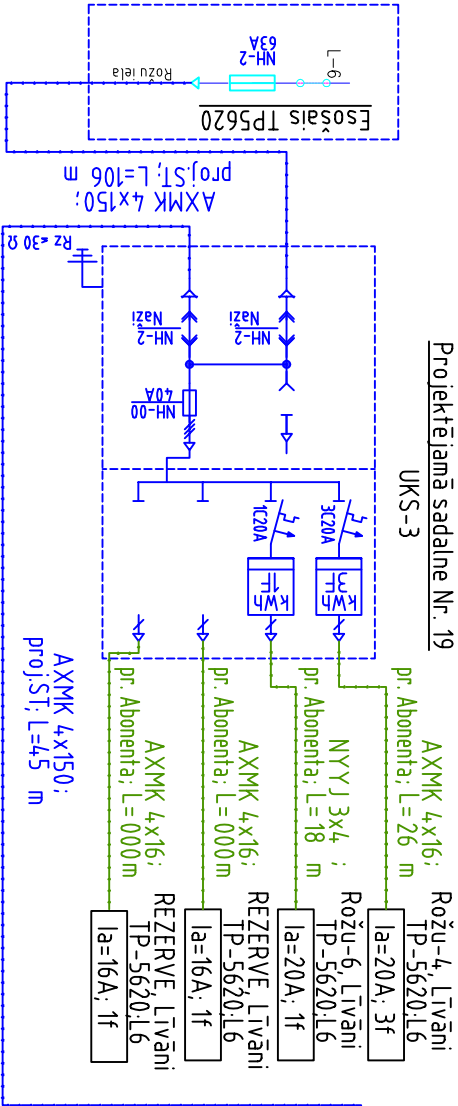 Esošais TP5620
L-6
NH-2
63A
Rožu iela
AXMK 4x150;
proj.ST; L=106 m
Projektējamā sadalne Nr. 19
UKS-3
Rz ≤ 30 Ω
NH-2
Naži
NH-2
Naži
NH-00
40A
3C20A
kWh
3F
1C20A
kWh
1F
AXMK 4x16;
pr. Abonenta; L= 26 m
NYYJ 3x4 ;
pr. Abonenta; L= 18 m
AXMK 4x16;
pr. Abonenta; L= 000m
AXMK 4x16;
pr. Abonenta; L= 000m
Rožu-4, Līvāni
TP-5620;L6
Ia=20A; 3f
Rožu-6, Līvāni
TP-5620;L6
Ia=20A; 1f
REZERVE, Līvāni
TP-5620;L6
Ia=16A; 1f
REZERVE, Līvāni
TP-5620;L6
Ia=16A; 1f
AXMK 4x150;
proj.ST; L=45 m